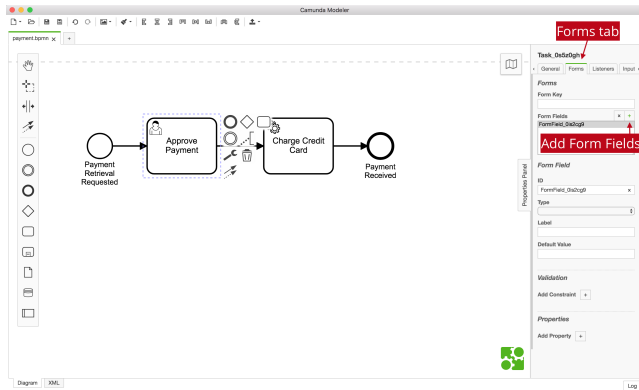 Camunda Modeler
payment.bpmn x +
Forms tab
Task_0s5z0gh
General Forms Listeners Input
Forms
Form Key
Form Fields x +
FormField_0ia2cg9
Add Form Fields
Form Field
ID
FormField_0ia2cg9 x
Type
Label
Default Value
Validation
Add Constraint +
Properties
Add Property +
Properties Panel
Approve
Payment
Charge Credit
Card
Payment
Retrieval
Requested
Payment
Received
Diagram XML
Log